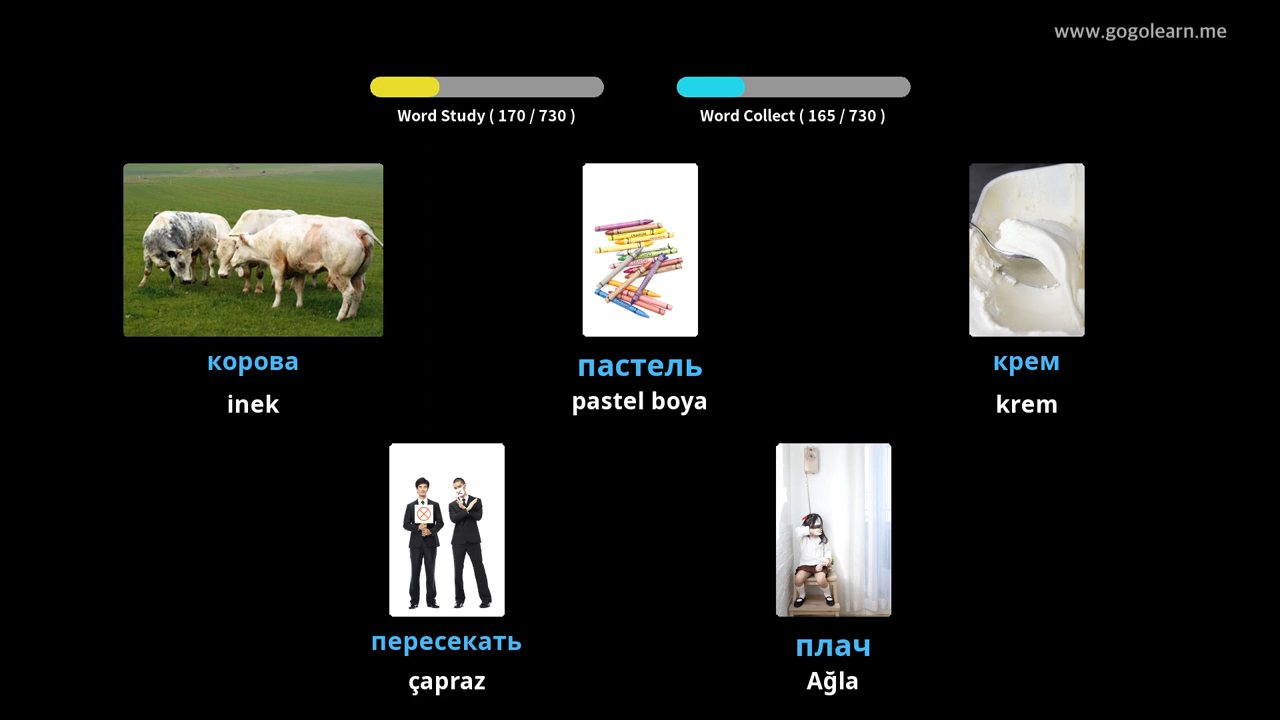 www.gogolearn.me
Word Study ( 170 / 730 )
Word Collect ( 165 / 730 )
корова
inek
пастель
pastel boya
крем
krem
пересекать
çapraz
плач
Ağla